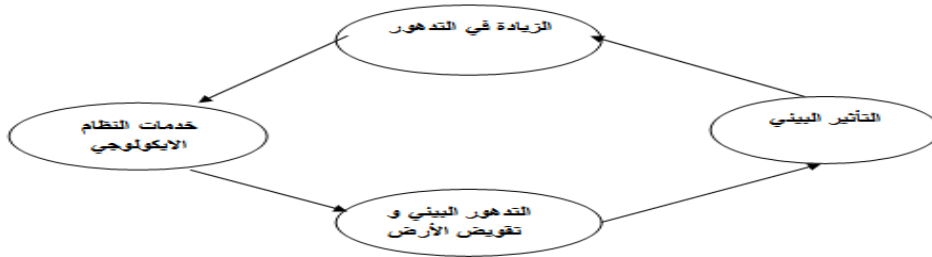 الزيادة في التدهور
خدمات النظام
الايكولوجي
التأثير البيئي
التدهور البيئي و
تقويض الأرض